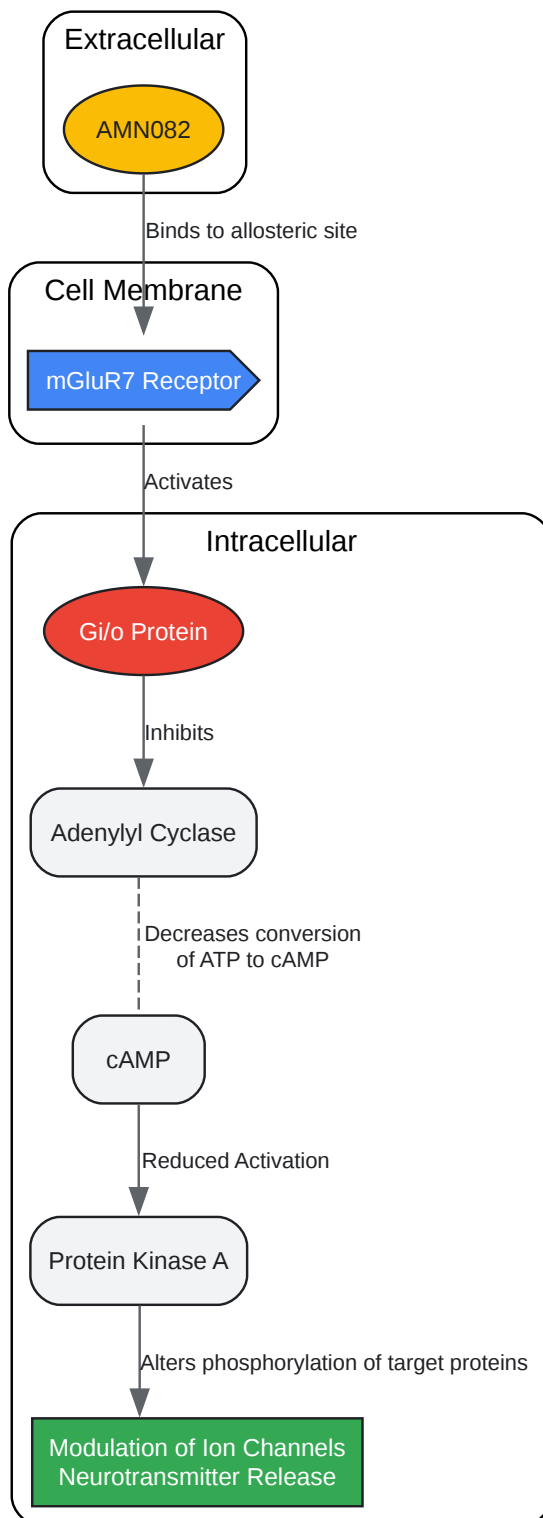 Extracellular
AMN082
Binds to allosteric site
Cell Membrane
mGluR7 Receptor
Activates
Intracellular
Gi/o Protein
Inhibits
Adenylyl Cyclase
Decreases conversion
of ATP to cAMP
cAMP
Reduced Activation
Protein Kinase A
Alters phosphorylation of target proteins
Modulation of Ion Channels
Neurotransmitter Release